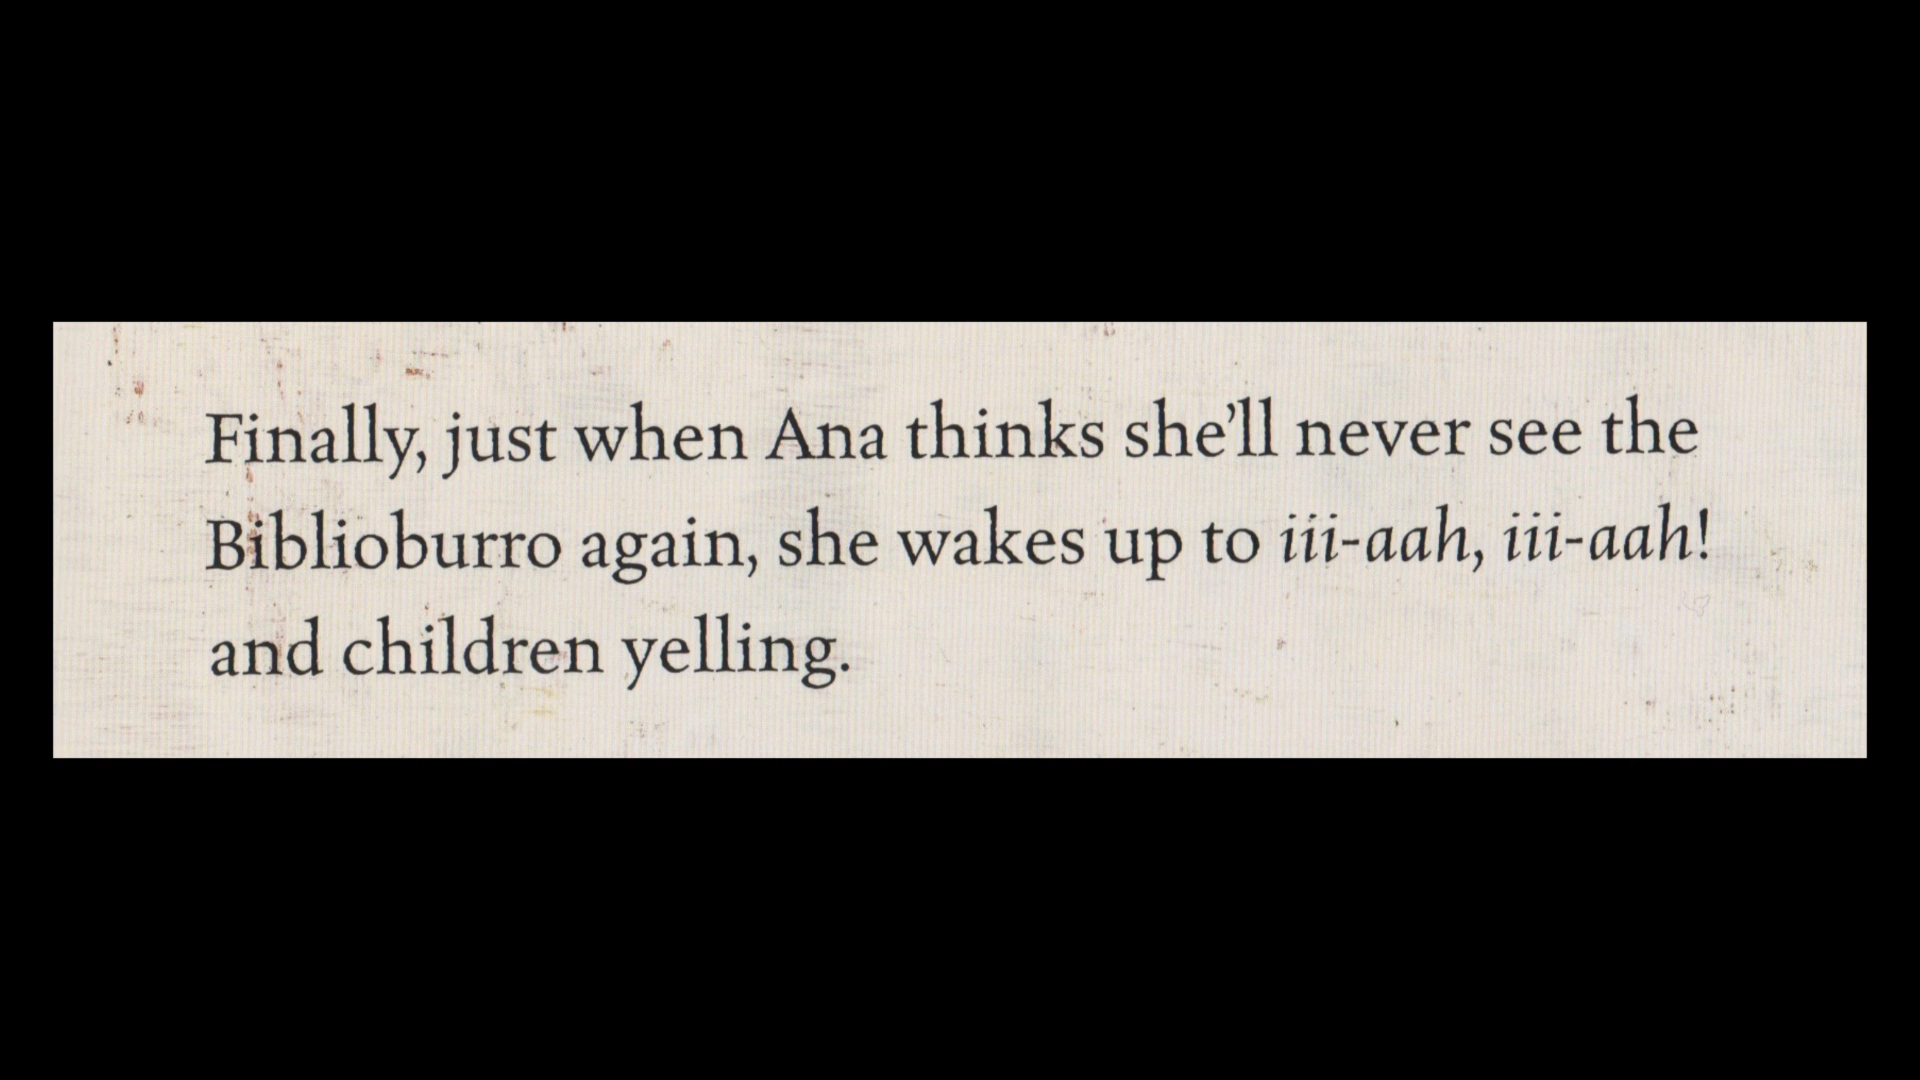 Finally, just when Ana thinks she’ll never see the
Biblioburro again, she wakes up to iii-aah, iii-aah!
and children yelling.